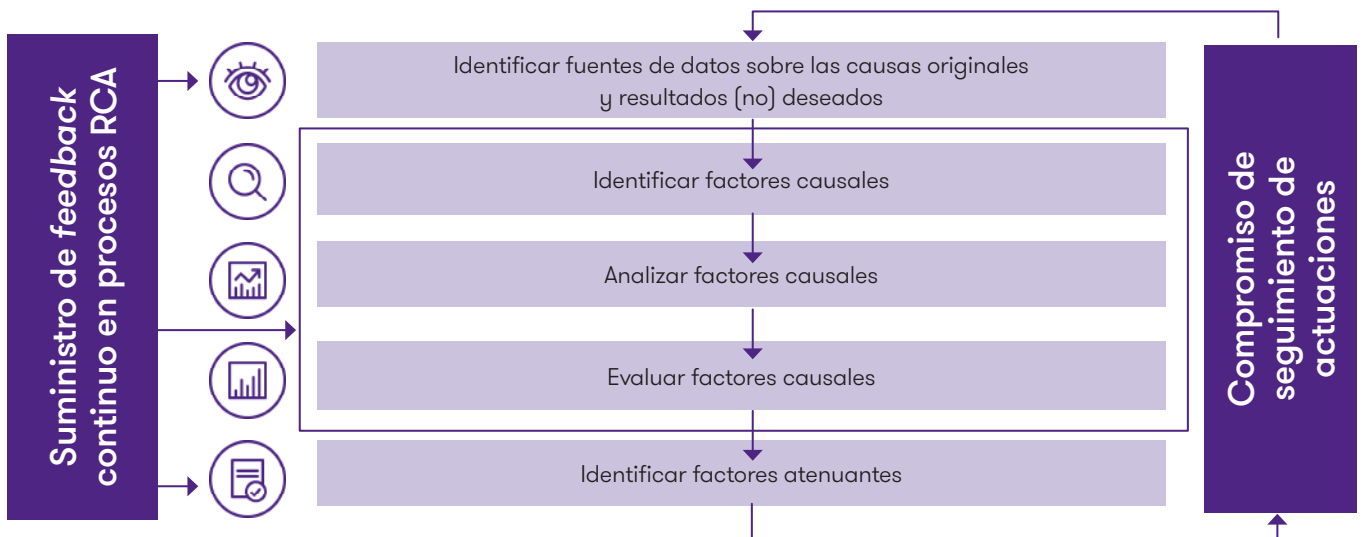 Suministro de feedback
continuo en procesos RCA
Identificar fuentes de datos sobre las causas originales
y resultados (no) deseados
Identificar factores causales
Analizar factores causales
Evaluar factores causales
Identificar factores atenuantes
Compromiso de
seguimiento de
actuaciones